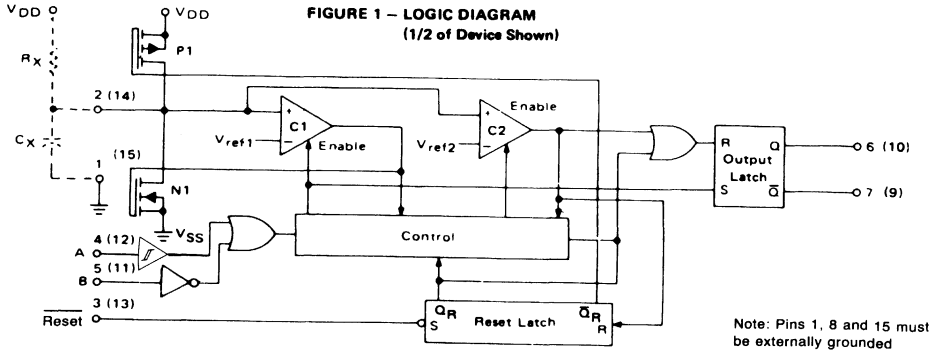 FIGURE 1 – LOGIC DIAGRAM
(1/2 of Device Shown)
VDD
VDD
P1
RX
2 (14)
CX
1
(15)
N1
VSS
+
C1
−
Vref1
Enable
+
C2
−
Vref2
Enable
R
Q
Output
Latch
S
Q̅
6 (10)
7 (9)
4 (12)
A
5 (11)
B
3 (13)
R̅e̅s̅e̅t̅
Control
QR
Q̅R
S
Reset Latch
R
Note: Pins 1, 8 and 15 must
be externally grounded